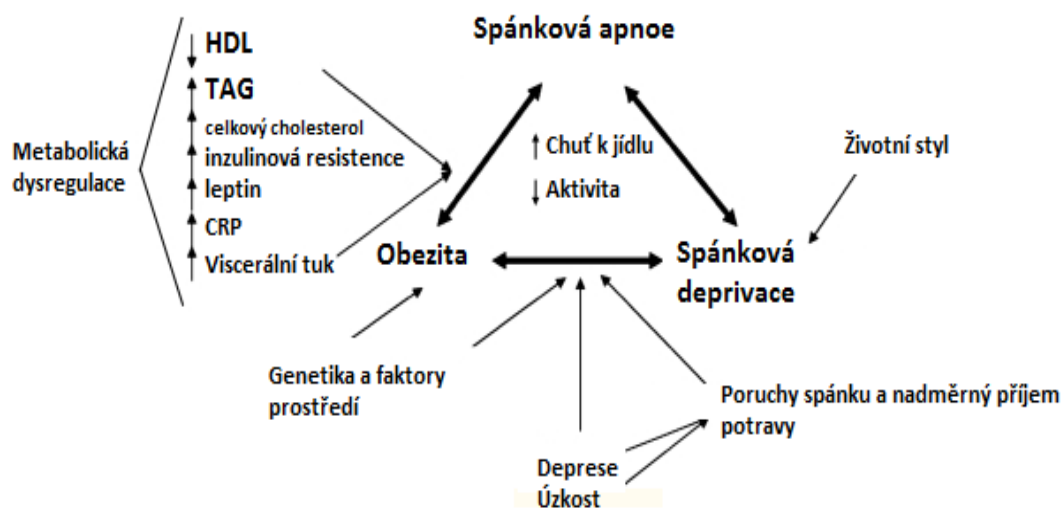 Spánková apnoe
HDL
TAG
celkový cholesterol
inzulinová resistence
leptin
CRP
Viscerální tuk
Metabolická
dysregulace
Chuť k jídlu
Aktivita
Životní styl
Obezita
Spánková
deprivace
Genetika a faktory
prostředí
Poruchy spánku a nadměrný příjem
potravy
Deprese
Úzkost